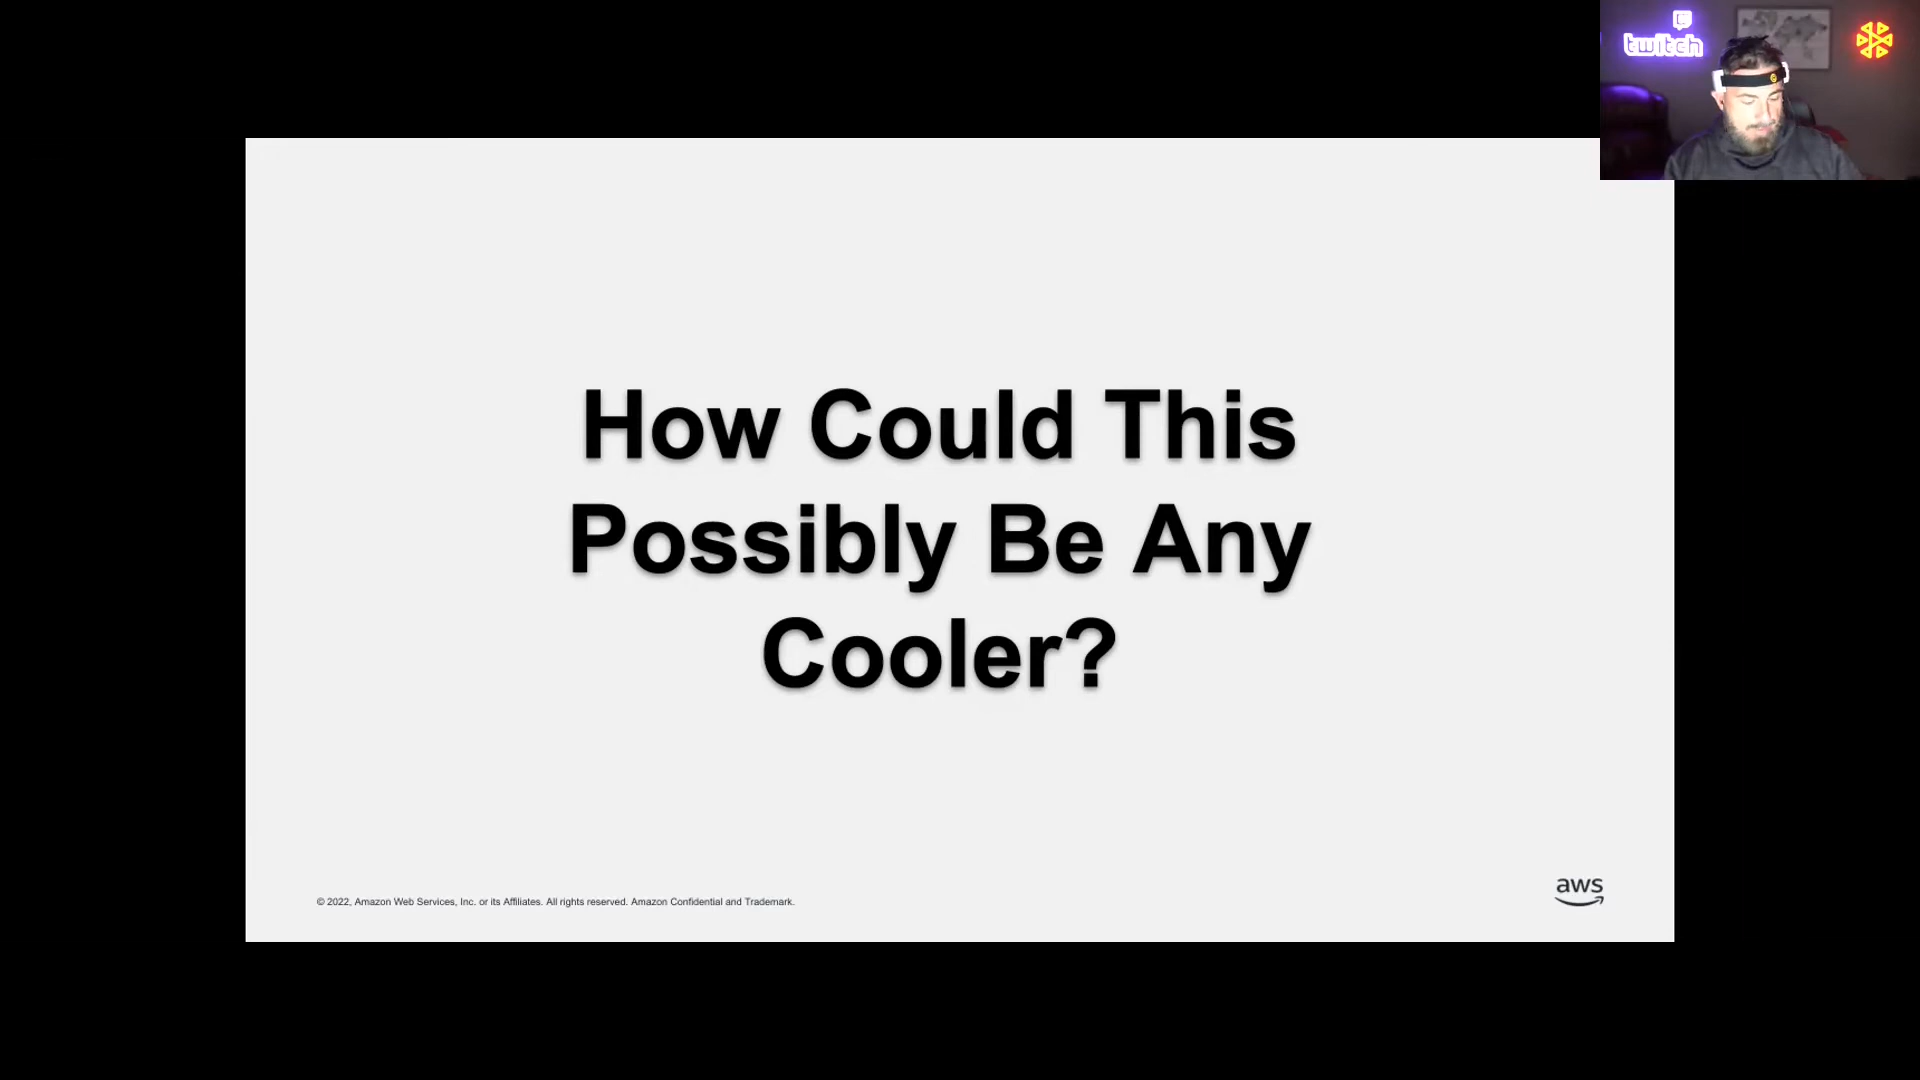 twitch
How Could This
Possibly Be Any
Cooler?
© 2022, Amazon Web Services, Inc. or its Affiliates. All rights reserved. Amazon Confidential and Trademark.
aws